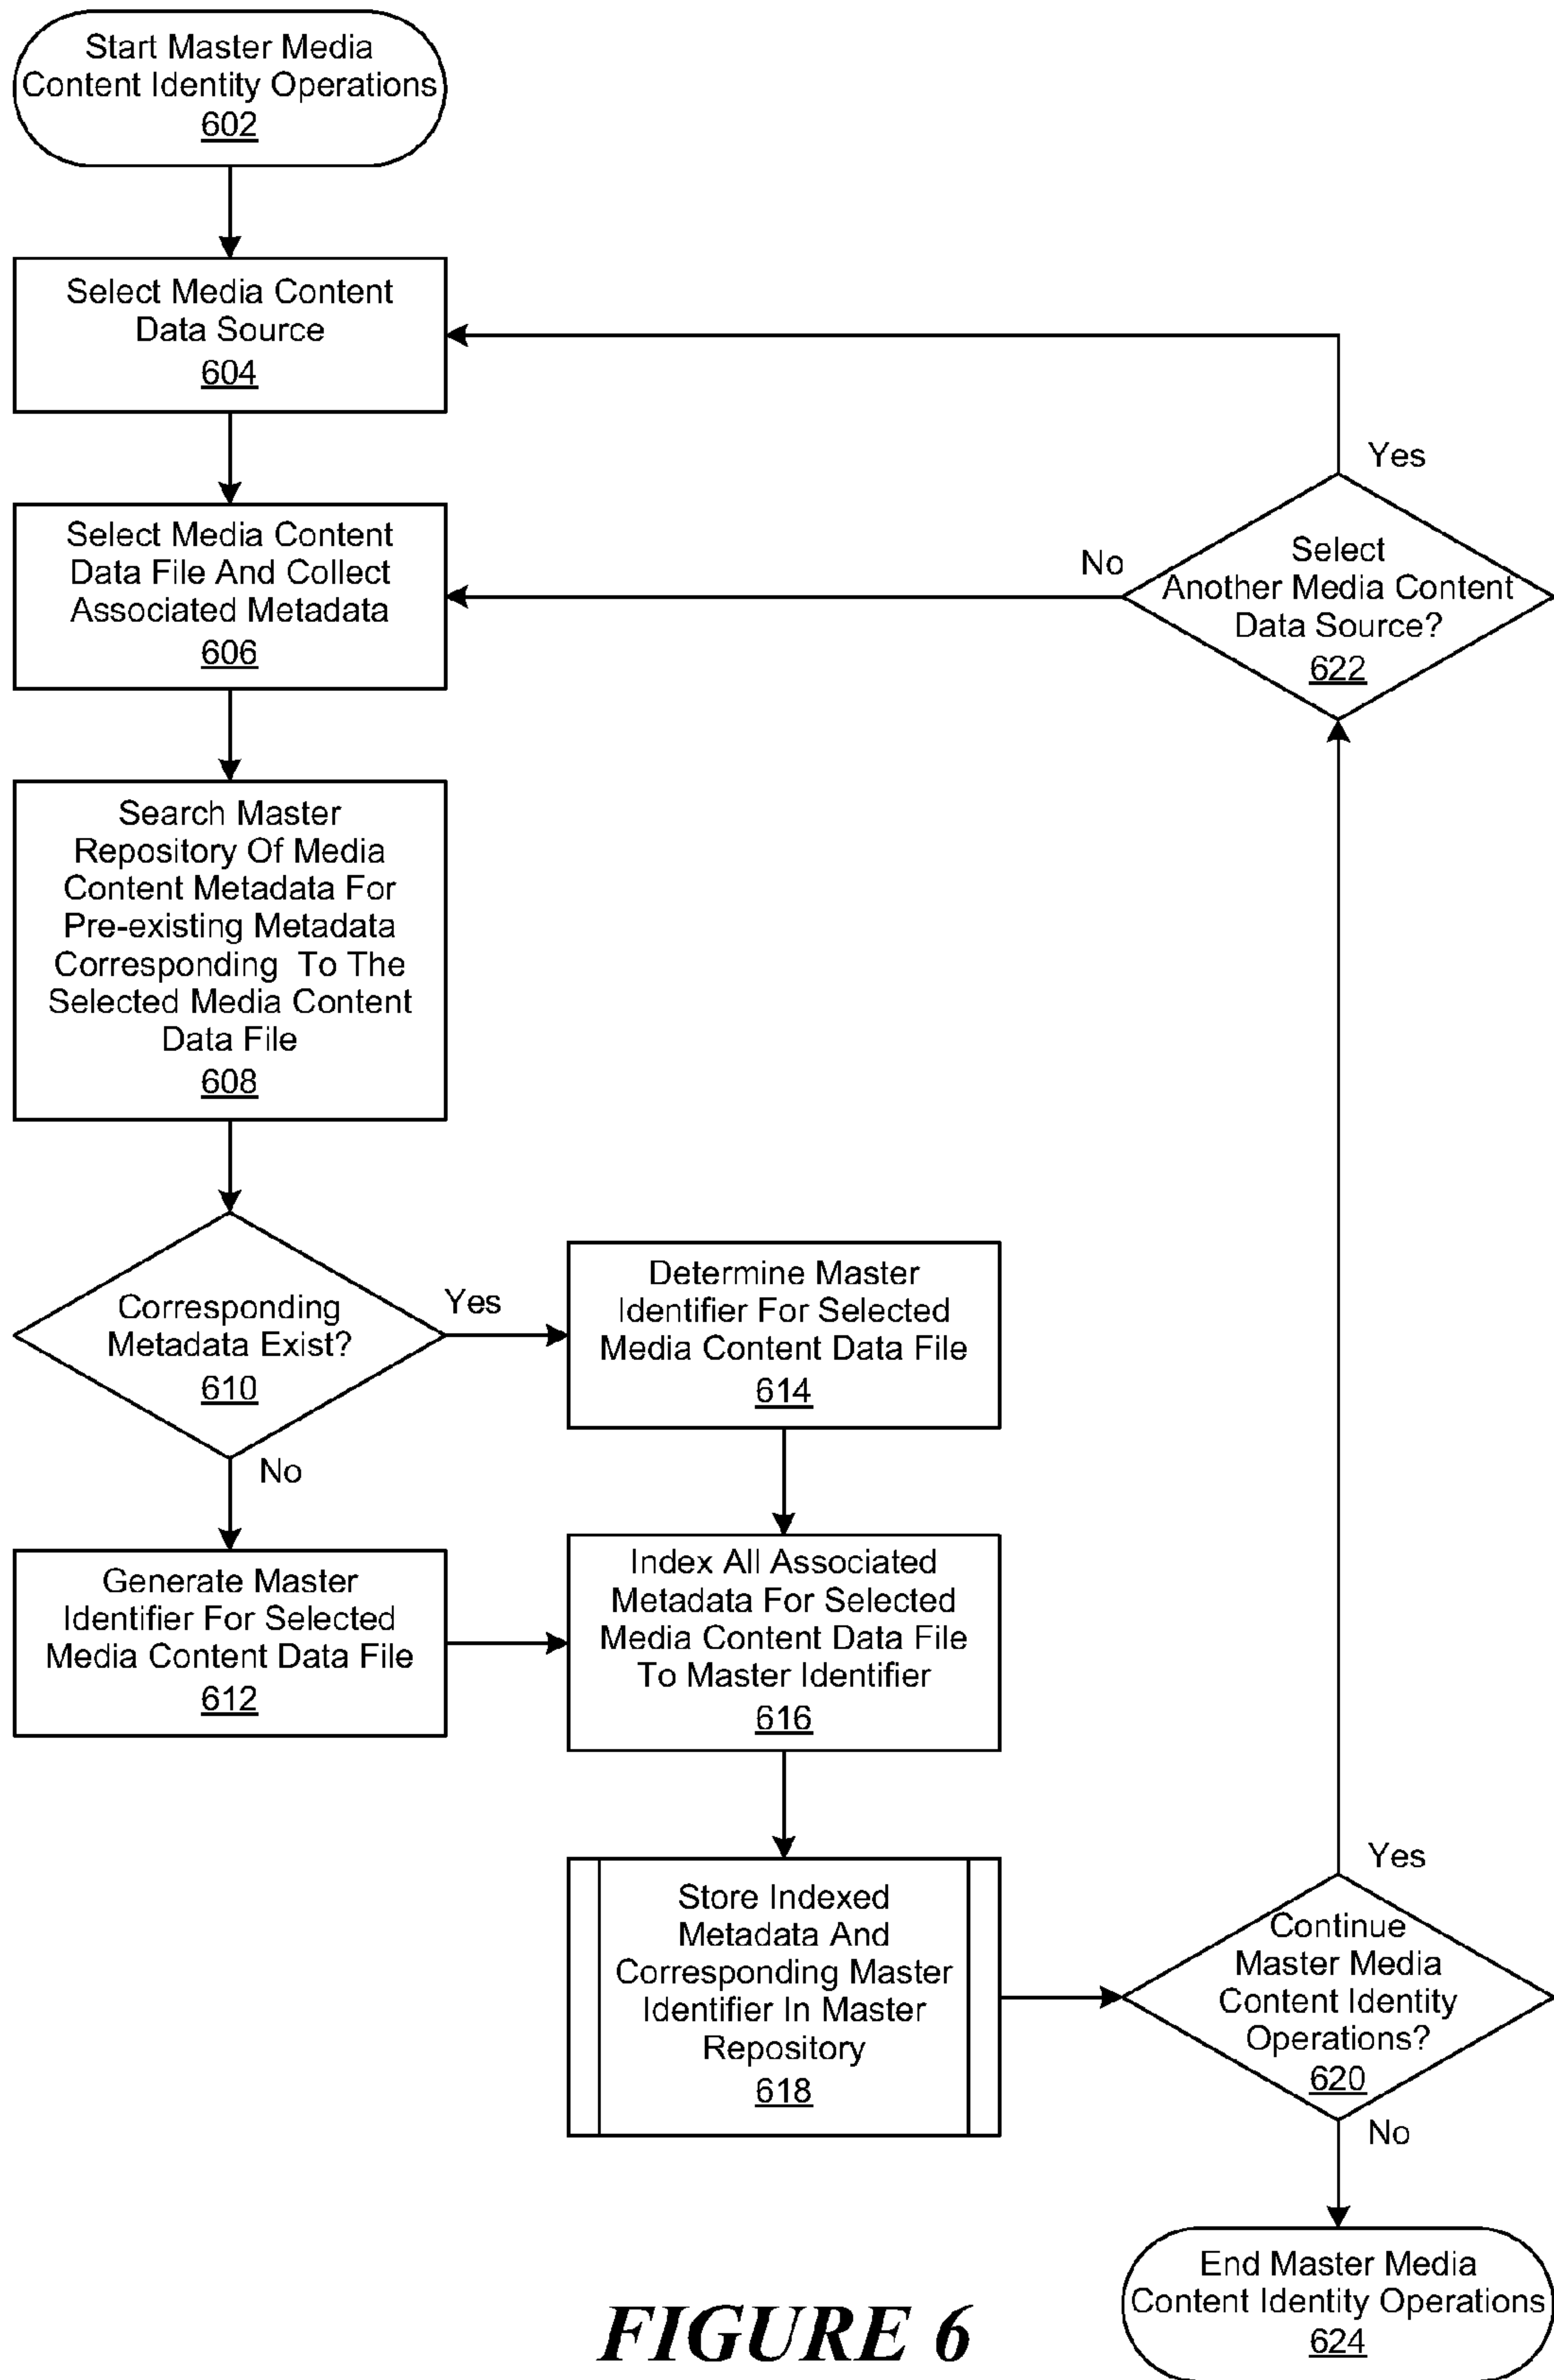 Start Master Media
Content Identity Operations
602
Select Media Content
Data Source
604
Yes
Select Media Content
Data File And Collect
Associated Metadata
606
No
Select
Another Media Content
Data Source?
622
Search Master
Repository Of Media
Content Metadata For
Pre-existing Metadata
Corresponding To The
Selected Media Content
Data File
608
Corresponding
Metadata Exist?
610
Yes
No
Determine Master
Identifier For Selected
Media Content Data File
614
Generate Master
Identifier For Selected
Media Content Data File
612
Index All Associated
Metadata For Selected
Media Content Data File
To Master Identifier
616
Store Indexed
Metadata And
Corresponding Master
Identifier In Master
Repository
618
Yes
Continue
Master Media
Content Identity
Operations?
620
No
End Master Media
Content Identity Operations
624
FIGURE 6